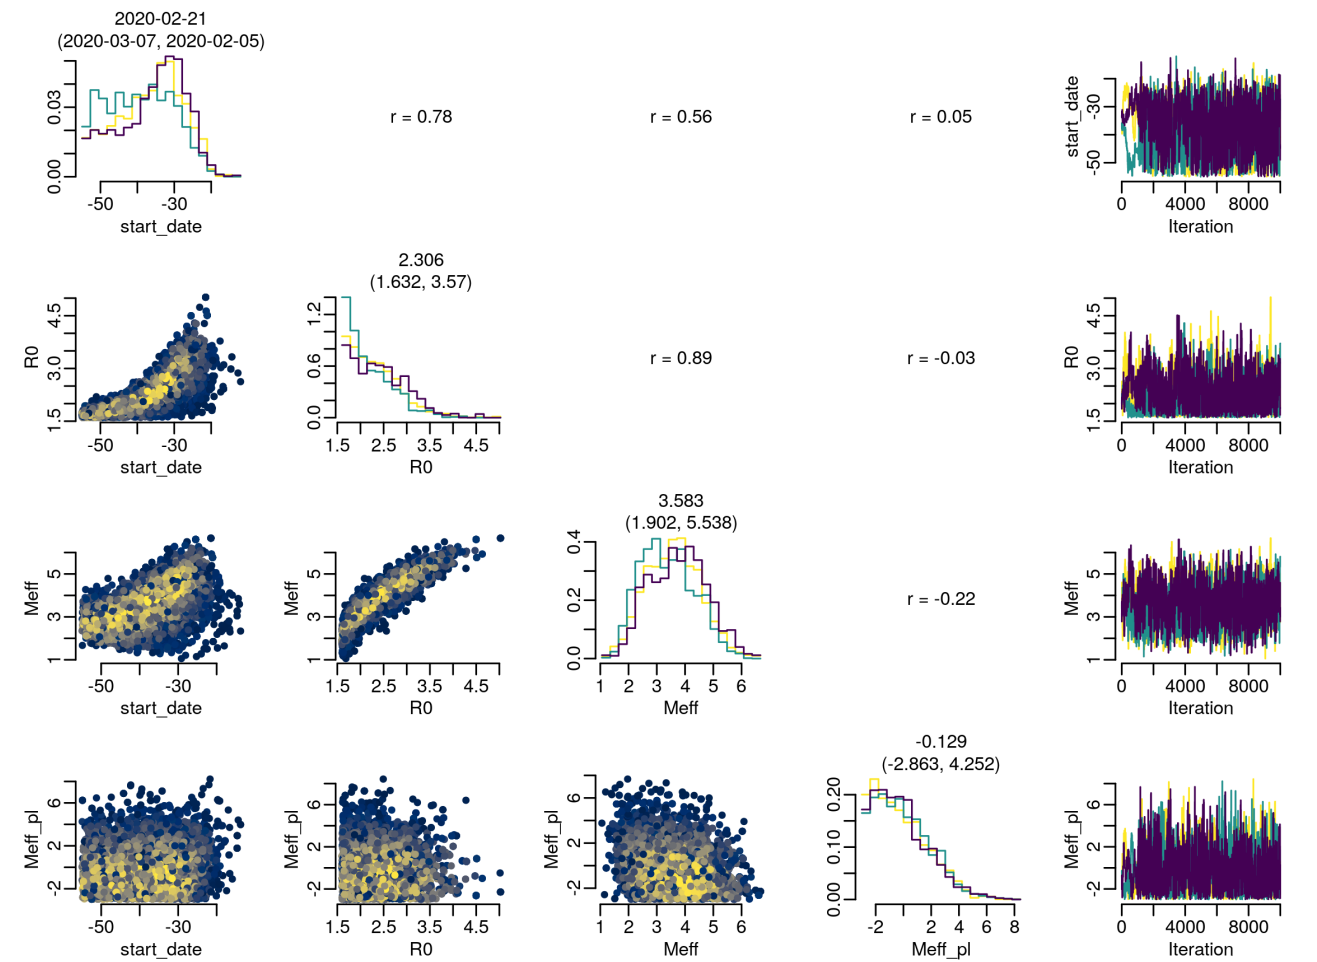 2020-02-21
(2020-03-07, 2020-02-05)
0.00 0.03
-50 -30
start_date
r = 0.78
r = 0.56
r = 0.05
start_date
-50 -30
0 4000 8000
Iteration
R0
1.5 3.0 4.5
-50 -30
start_date
2.306
(1.632, 3.57)
0.0 0.6 1.2
1.5 2.5 3.5 4.5
R0
r = 0.89
r = -0.03
R0
1.5 3.0 4.5
0 4000 8000
Iteration
Meff
1 3 5
-50 -30
start_date
Meff
1 3 5
1.5 2.5 3.5 4.5
R0
3.583
(1.902, 5.538)
0.0 0.2 0.4
1 2 3 4 5 6
Meff
r = -0.22
Meff
1 3 5
0 4000 8000
Iteration
Meff_pl
-2 2 6
-50 -30
start_date
Meff_pl
-2 2 6
1.5 2.5 3.5 4.5
R0
Meff_pl
-2 2 6
1 2 3 4 5 6
Meff
-0.129
(-2.863, 4.252)
0.00 0.10 0.20
-2 2 4 6 8
Meff_pl
Meff_pl
-2 2 6
0 4000 8000
Iteration